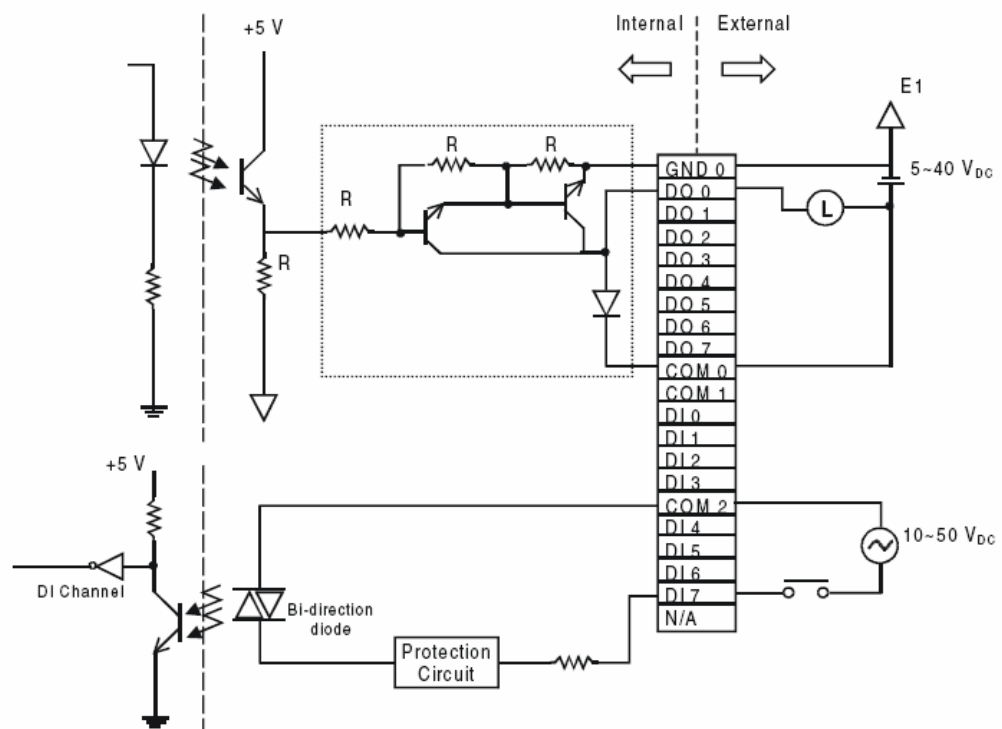 Internal External
+5 V
E1
R R
R
R
5~40 VDC
L
GND 0
DO 0
DO 1
DO 2
DO 3
DO 4
DO 5
DO 6
DO 7
COM 0
COM 1
DI 0
DI 1
DI 2
DI 3
COM 2
DI 4
DI 5
DI 6
DI 7
N/A
+5 V
10~50 VDC
DI Channel
Bi-direction
diode
Protection
Circuit